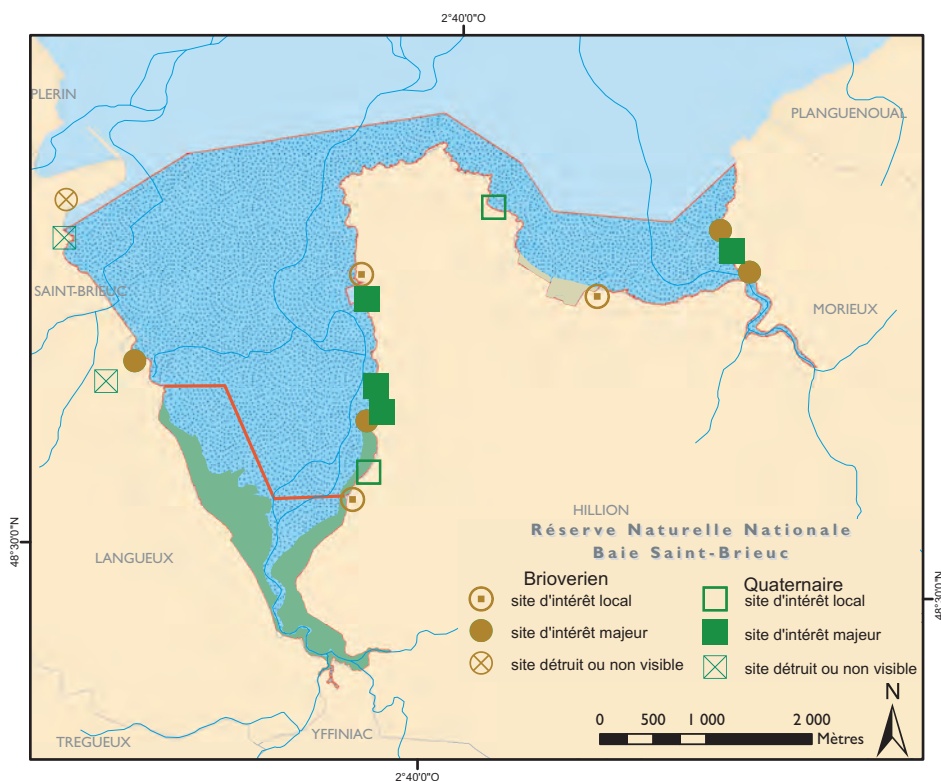 2°40'0"O
PLERIN
PLANGUENOUAL
SAINT-BRIEUC
MORIEUX
HILLION
Réserve Naturelle Nationale
Baie Saint-Brieuc
48°30'0"N
LANGUEUX
48°30'0"N
Brioverien
site d'intérêt local
site d'intérêt majeur
site détruit ou non visible
Quaternaire
site d'intérêt local
site d'intérêt majeur
site détruit ou non visible
N
0 500 1 000 2 000
Mètres
TREGUEUX
YFFINIAC
2°40'0"O